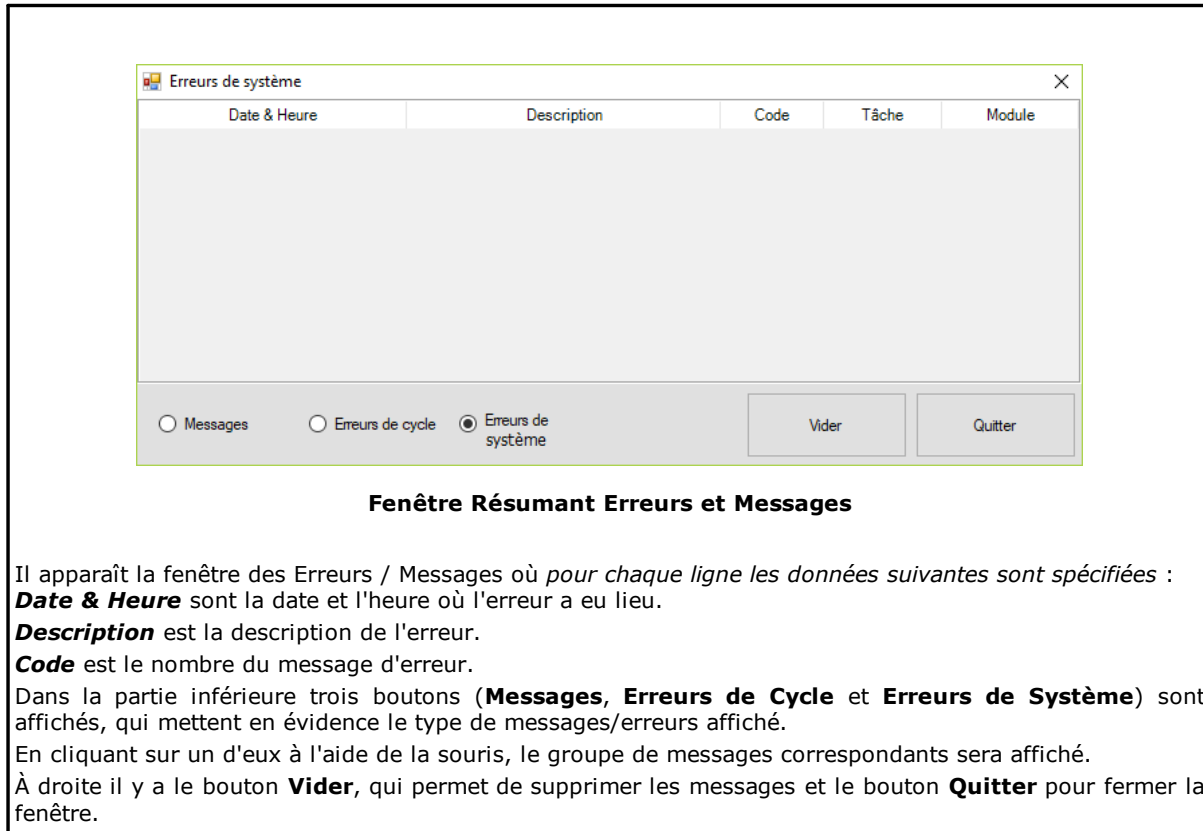 Erreurs de système
Date & Heure Description Code Tâche Module
Messages Erreurs de cycle Erreurs de système Vider Quitter
Fenêtre Résumant Erreurs et Messages
Il apparaît la fenêtre des Erreurs / Messages où pour chaque ligne les données suivantes sont spécifiées :
Date & Heure sont la date et l'heure où l'erreur a eu lieu.
Description est la description de l'erreur.
Code est le nombre du message d'erreur.
Dans la partie inférieure trois boutons (Messages, Erreurs de Cycle et Erreurs de Système) sont
affichés, qui mettent en évidence le type de messages/erreurs affiché.
En cliquant sur un d'eux à l'aide de la souris, le groupe de messages correspondants sera affiché.
À droite il y a le bouton Vider, qui permet de supprimer les messages et le bouton Quitter pour fermer la
fenêtre.